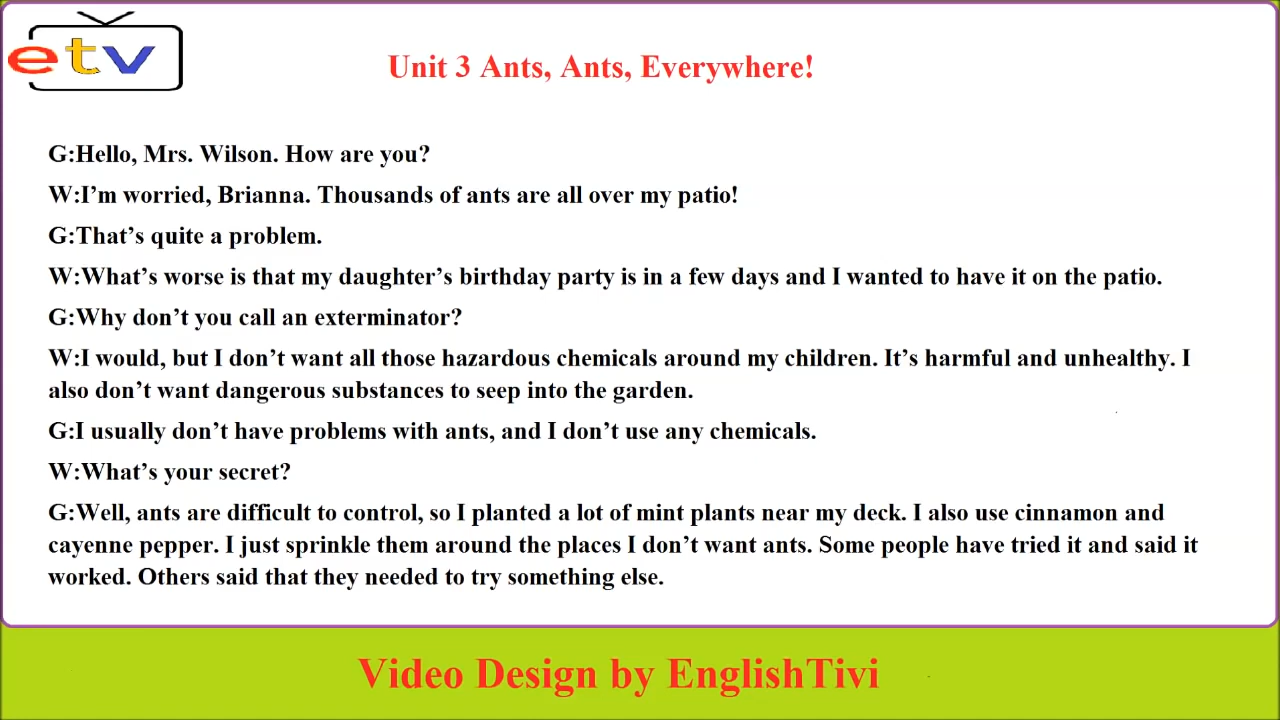 etv
Unit 3 Ants, Ants, Everywhere!
G:Hello, Mrs. Wilson. How are you?
W:I’m worried, Brianna. Thousands of ants are all over my patio!
G:That’s quite a problem.
W:What’s worse is that my daughter’s birthday party is in a few days and I wanted to have it on the patio.
G:Why don’t you call an exterminator?
W:I would, but I don’t want all those hazardous chemicals around my children. It’s harmful and unhealthy. I
also don’t want dangerous substances to seep into the garden.
G:I usually don’t have problems with ants, and I don’t use any chemicals.
W:What’s your secret?
G:Well, ants are difficult to control, so I planted a lot of mint plants near my deck. I also use cinnamon and
cayenne pepper. I just sprinkle them around the places I don’t want ants. Some people have tried it and said it
worked. Others said that they needed to try something else.
Video Design by EnglishTivi